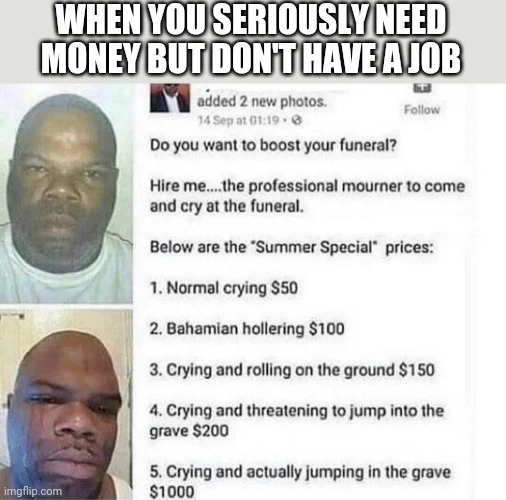 WHEN YOU SERIOUSLY NEED
MONEY BUT DON'T HAVE A JOB
added 2 new photos.
14 Sep at 01:19 •
Follow
Do you want to boost your funeral?
Hire me....the professional mourner to come
and cry at the funeral.
Below are the "Summer Special" prices:
1. Normal crying $50
2. Bahamian hollering $100
3. Crying and rolling on the ground $150
4. Crying and threatening to jump into the
grave $200
5. Crying and actually jumping in the grave
$1000
imgflip.com